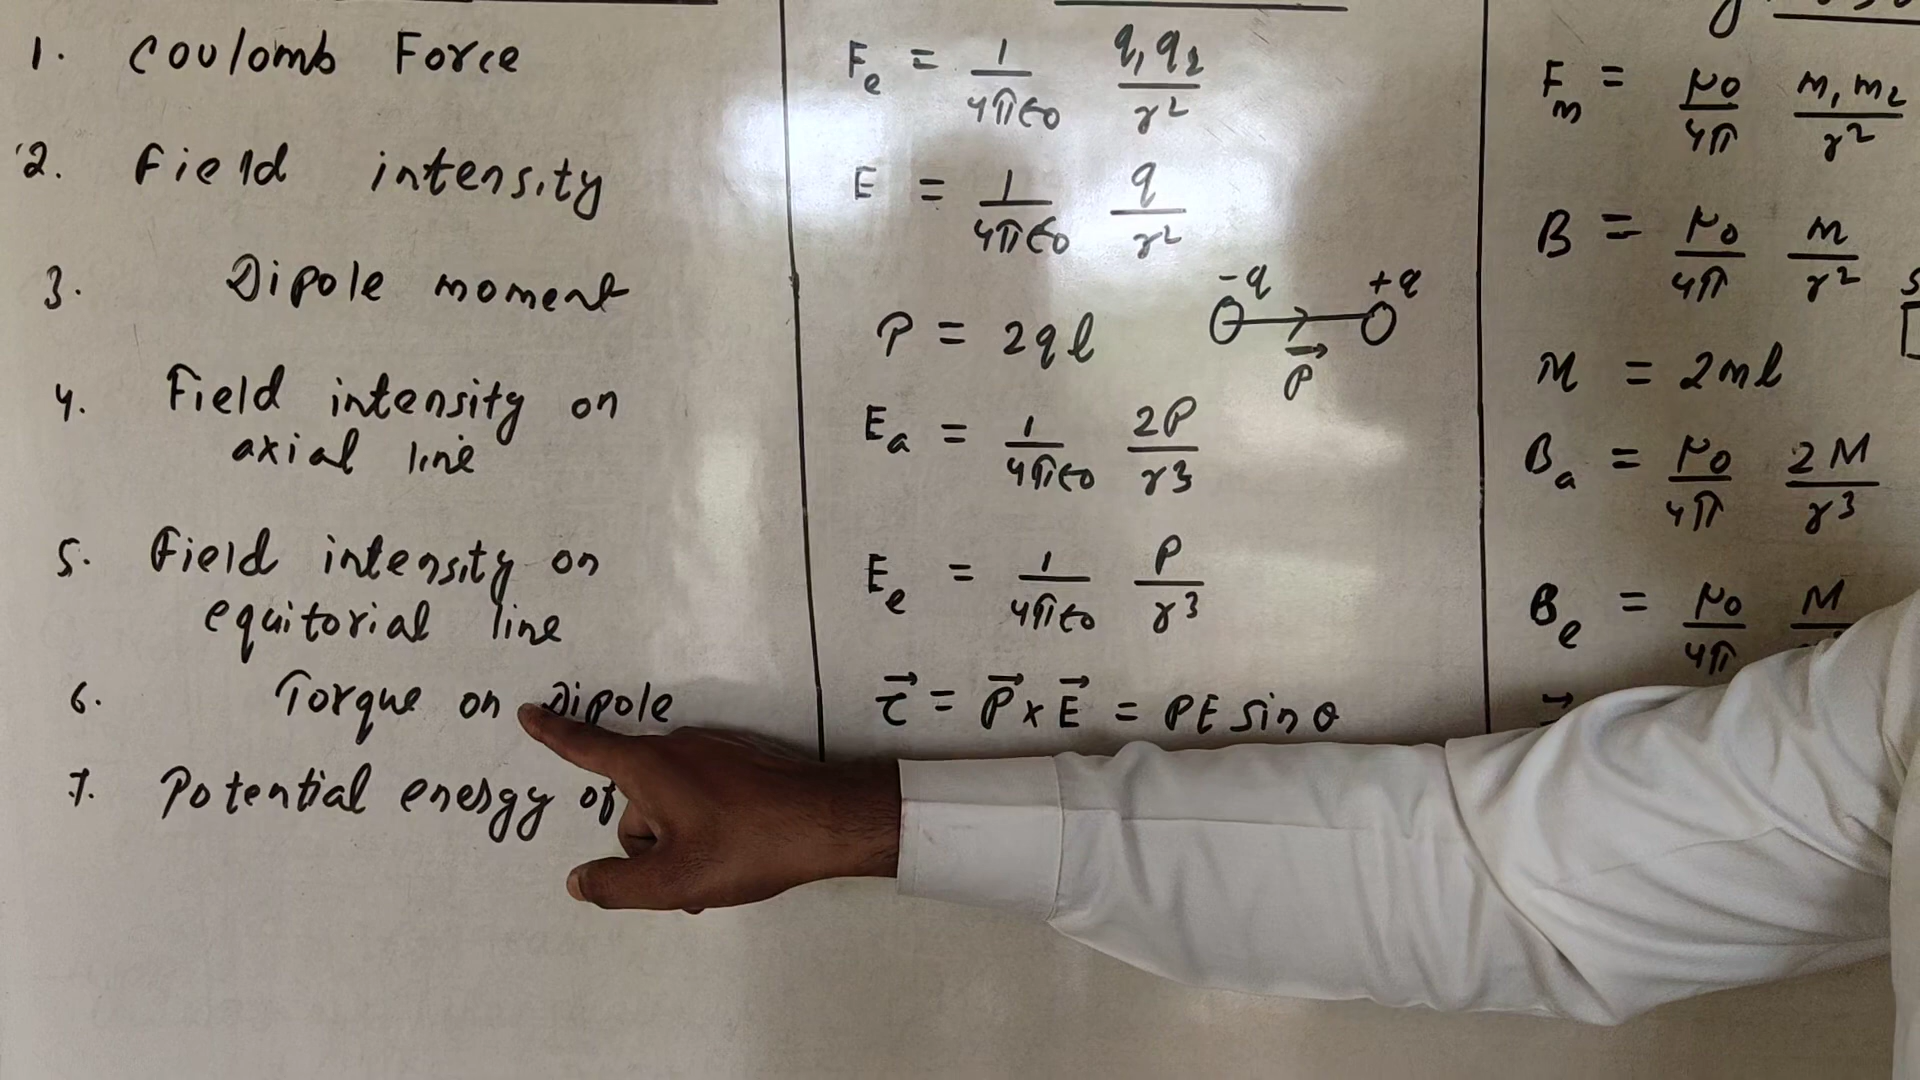 1. Coulomb Force
Fe = 1/4πε0 q1q2/r²
Fm = μ0/4π m1m2/r²
2. Field intensity
E = 1/4πε0 q/r²
B = μ0/4π m/r²
3. Dipole moment
P = 2ql
-q +q
P⃗
M = 2ml
4. Field intensity on
axial line
Ea = 1/4πε0 2P/r³
Ba = μ0/4π 2M/r³
5. Field intensity on
equitorial line
Ee = 1/4πε0 P/r³
Be = μ0/4π M
6. Torque on Dipole
τ⃗ = P⃗ x E⃗ = PE sin θ
7. Potential energy of